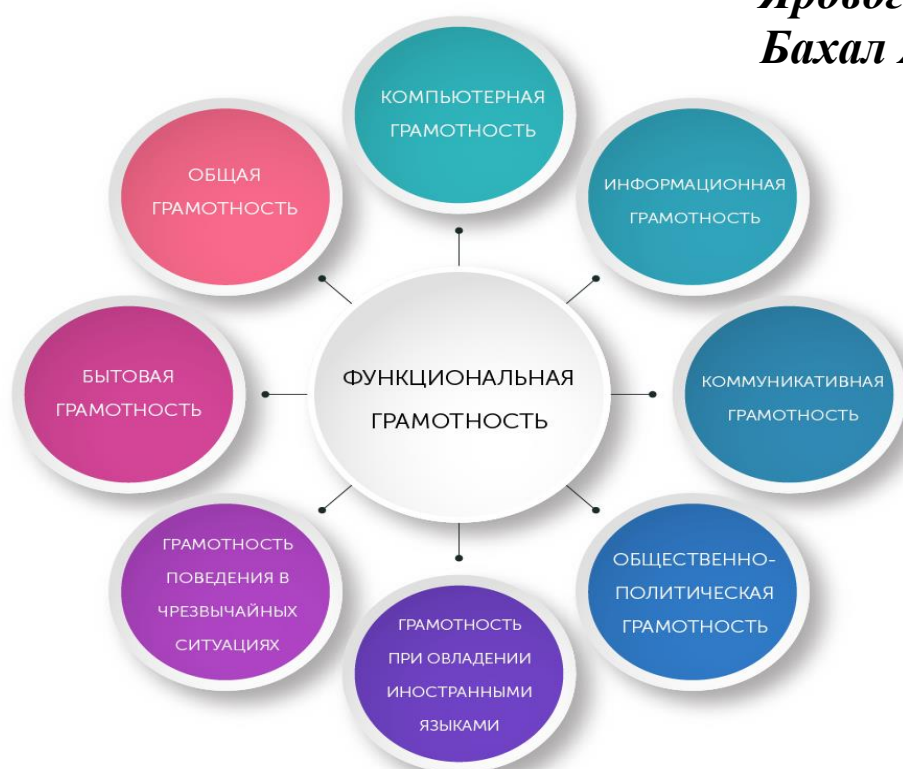 Бахал
КОМПЬЮТЕРНАЯ
ГРАМОТНОСТЬ
ИНФОРМАЦИОННАЯ
ГРАМОТНОСТЬ
КОММУНИКАТИВНАЯ
ГРАМОТНОСТЬ
ОБЩЕСТВЕННО-
ПОЛИТИЧЕСКАЯ
ГРАМОТНОСТЬ
ГРАМОТНОСТЬ
ПРИ ОВЛАДЕНИИ
ИНОСТРАННЫМИ
ЯЗЫКАМИ
ГРАМОТНОСТЬ
ПОВЕДЕНИЯ В
ЧРЕЗВЫЧАЙНЫХ
СИТУАЦИЯХ
БЫТОВАЯ
ГРАМОТНОСТЬ
ОБЩАЯ
ГРАМОТНОСТЬ
ФУНКЦИОНАЛЬНАЯ
ГРАМОТНОСТЬ